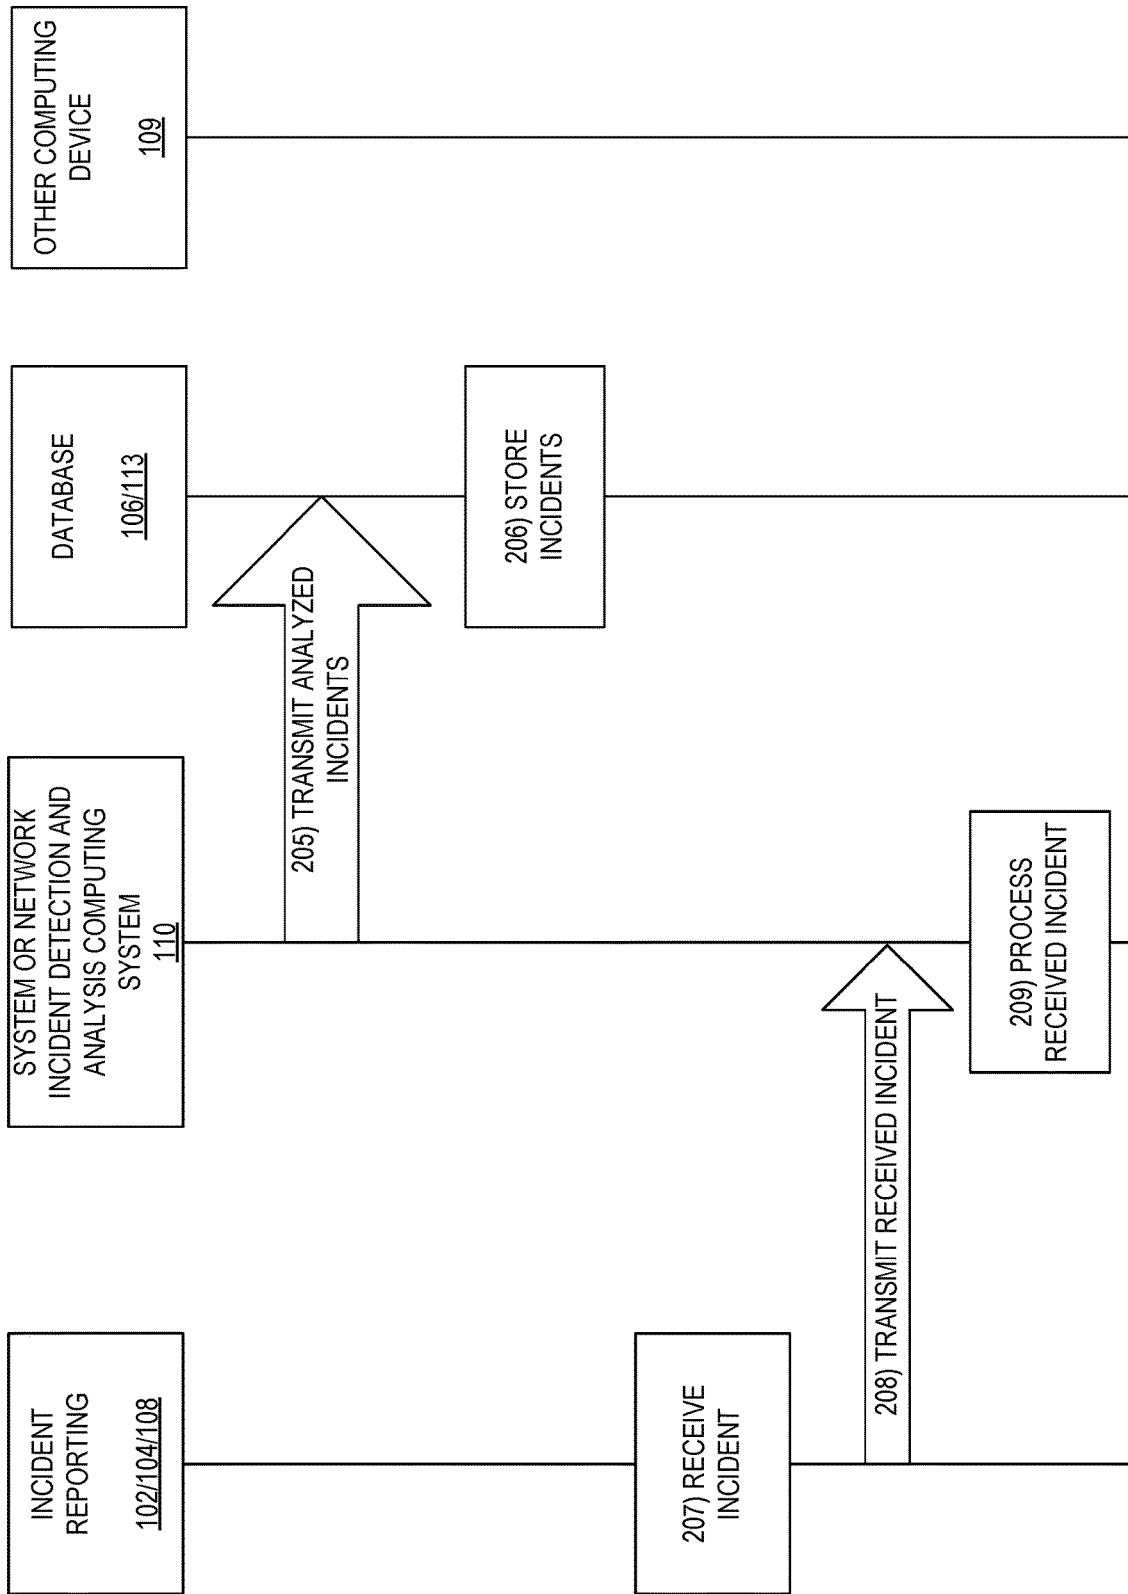 INCIDENT
REPORTING
102/104/108
SYSTEM OR NETWORK
INCIDENT DETECTION AND
ANALYSIS COMPUTING
SYSTEM
110
DATABASE
106/113
OTHER COMPUTING
DEVICE
109
205) TRANSMIT ANALYZED
INCIDENTS
206) STORE
INCIDENTS
207) RECEIVE
INCIDENT
208) TRANSMIT RECEIVED INCIDENT
209) PROCESS
RECEIVED INCIDENT